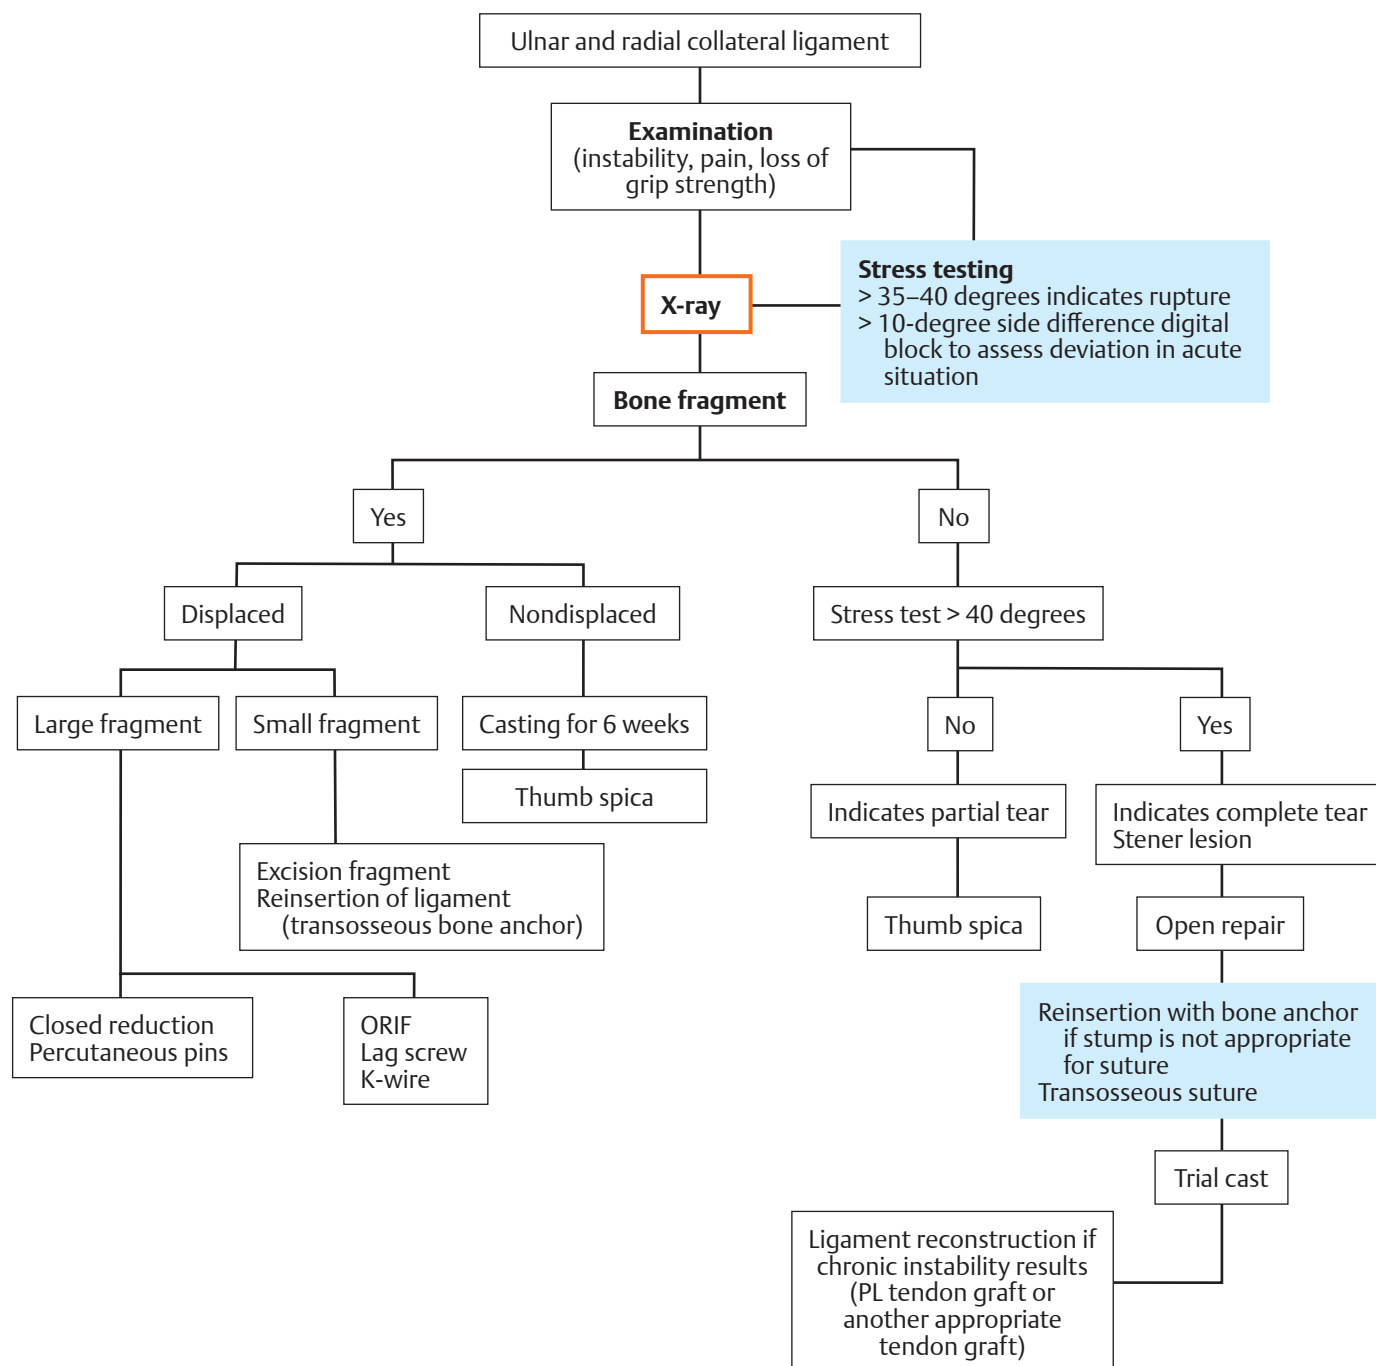 Ulnar and radial collateral ligament
Examination
(instability, pain, loss of
grip strength)
Stress testing
> 35–40 degrees indicates rupture
> 10-degree side difference digital
block to assess deviation in acute
situation
X-ray
Bone fragment
Yes
No
Displaced
Nondisplaced
Stress test > 40 degrees
Large fragment
Small fragment
Casting for 6 weeks
No
Yes
Thumb spica
Indicates partial tear
Indicates complete tear
Stener lesion
Excision fragment
Reinsertion of ligament
(transosseous bone anchor)
Thumb spica
Open repair
Closed reduction
Percutaneous pins
ORIF
Lag screw
K-wire
Reinsertion with bone anchor
if stump is not appropriate
for suture
Transosseous suture
Trial cast
Ligament reconstruction if
chronic instability results
(PL tendon graft or
another appropriate
tendon graft)